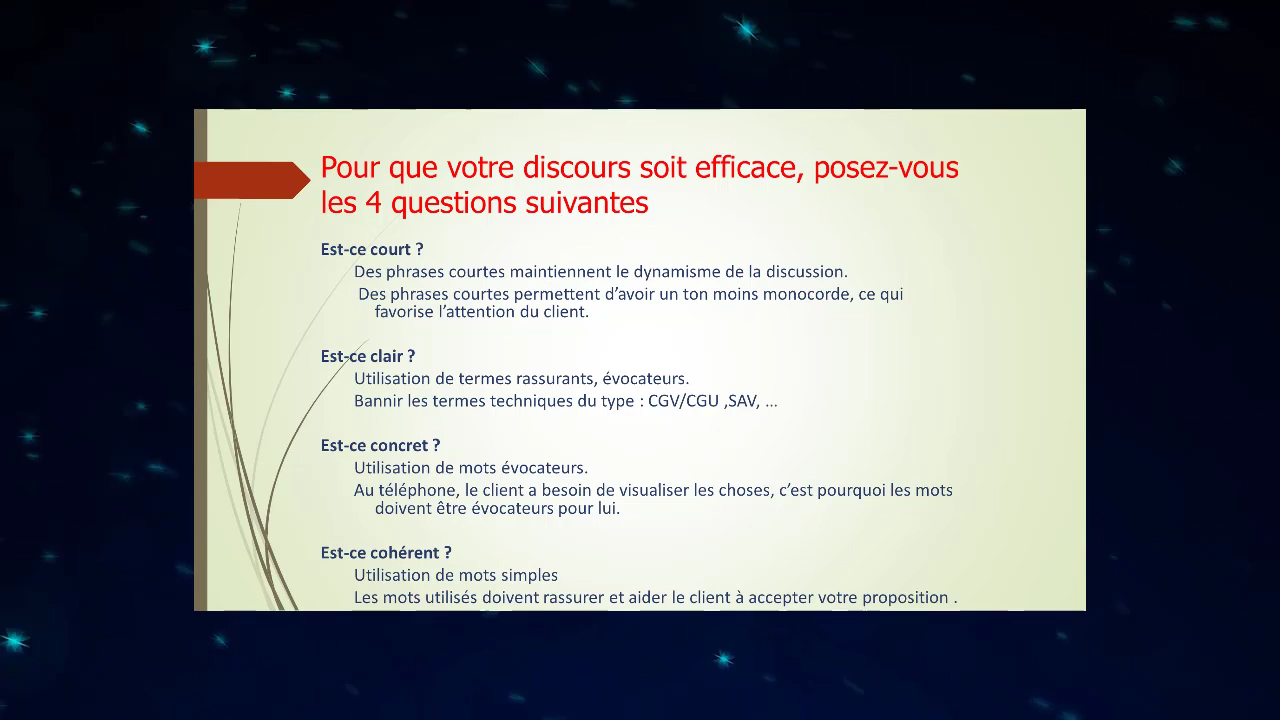 Pour que votre discours soit efficace, posez-vous
les 4 questions suivantes
Est-ce court ?
Des phrases courtes maintiennent le dynamisme de la discussion.
Des phrases courtes permettent d’avoir un ton moins monocorde, ce qui
favorise l’attention du client.
Est-ce clair ?
Utilisation de termes rassurants, évocateurs.
Bannir les termes techniques du type : CGV/CGU ,SAV, ...
Est-ce concret ?
Utilisation de mots évocateurs.
Au téléphone, le client a besoin de visualiser les choses, c’est pourquoi les mots
doivent être évocateurs pour lui.
Est-ce cohérent ?
Utilisation de mots simples
Les mots utilisés doivent rassurer et aider le client à accepter votre proposition .